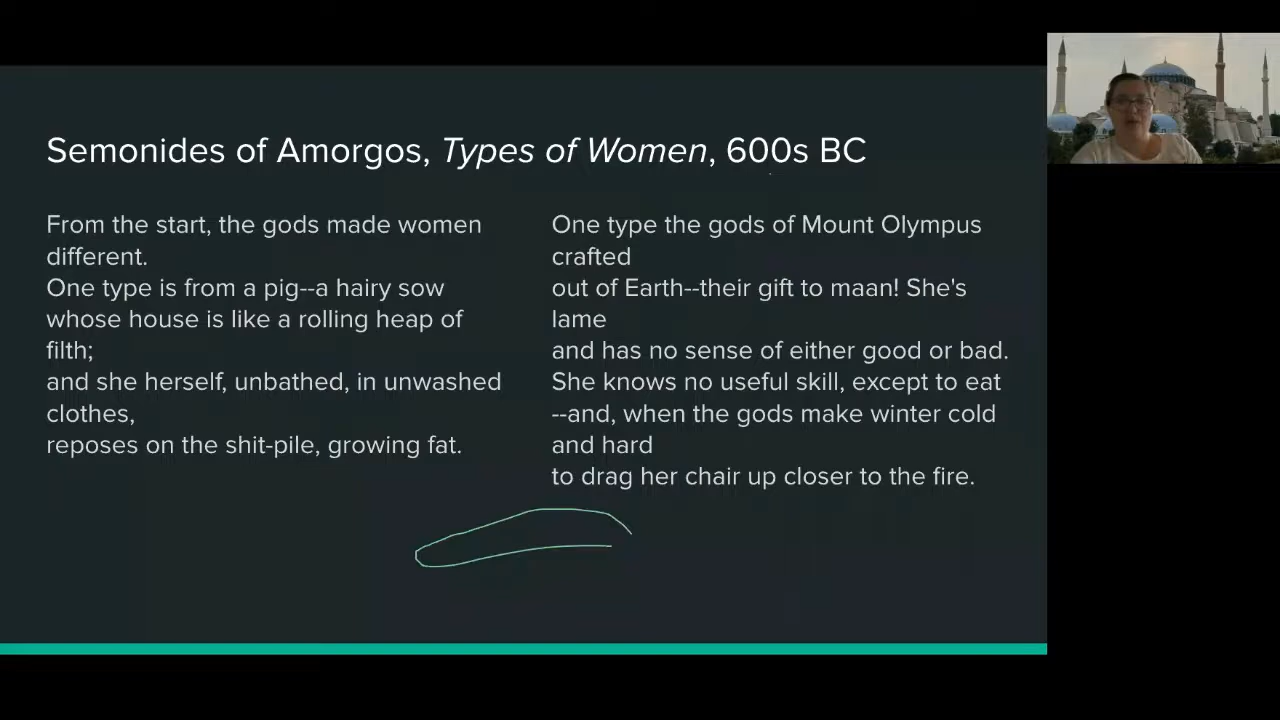 Semonides of Amorgos, Types of Women, 600s BC
From the start, the gods made women
different.
One type is from a pig--a hairy sow
whose house is like a rolling heap of
filth;
and she herself, unbathed, in unwashed
clothes,
reposes on the shit-pile, growing fat.
One type the gods of Mount Olympus
crafted
out of Earth--their gift to maan! She's
lame
and has no sense of either good or bad.
She knows no useful skill, except to eat
--and, when the gods make winter cold
and hard
to drag her chair up closer to the fire.